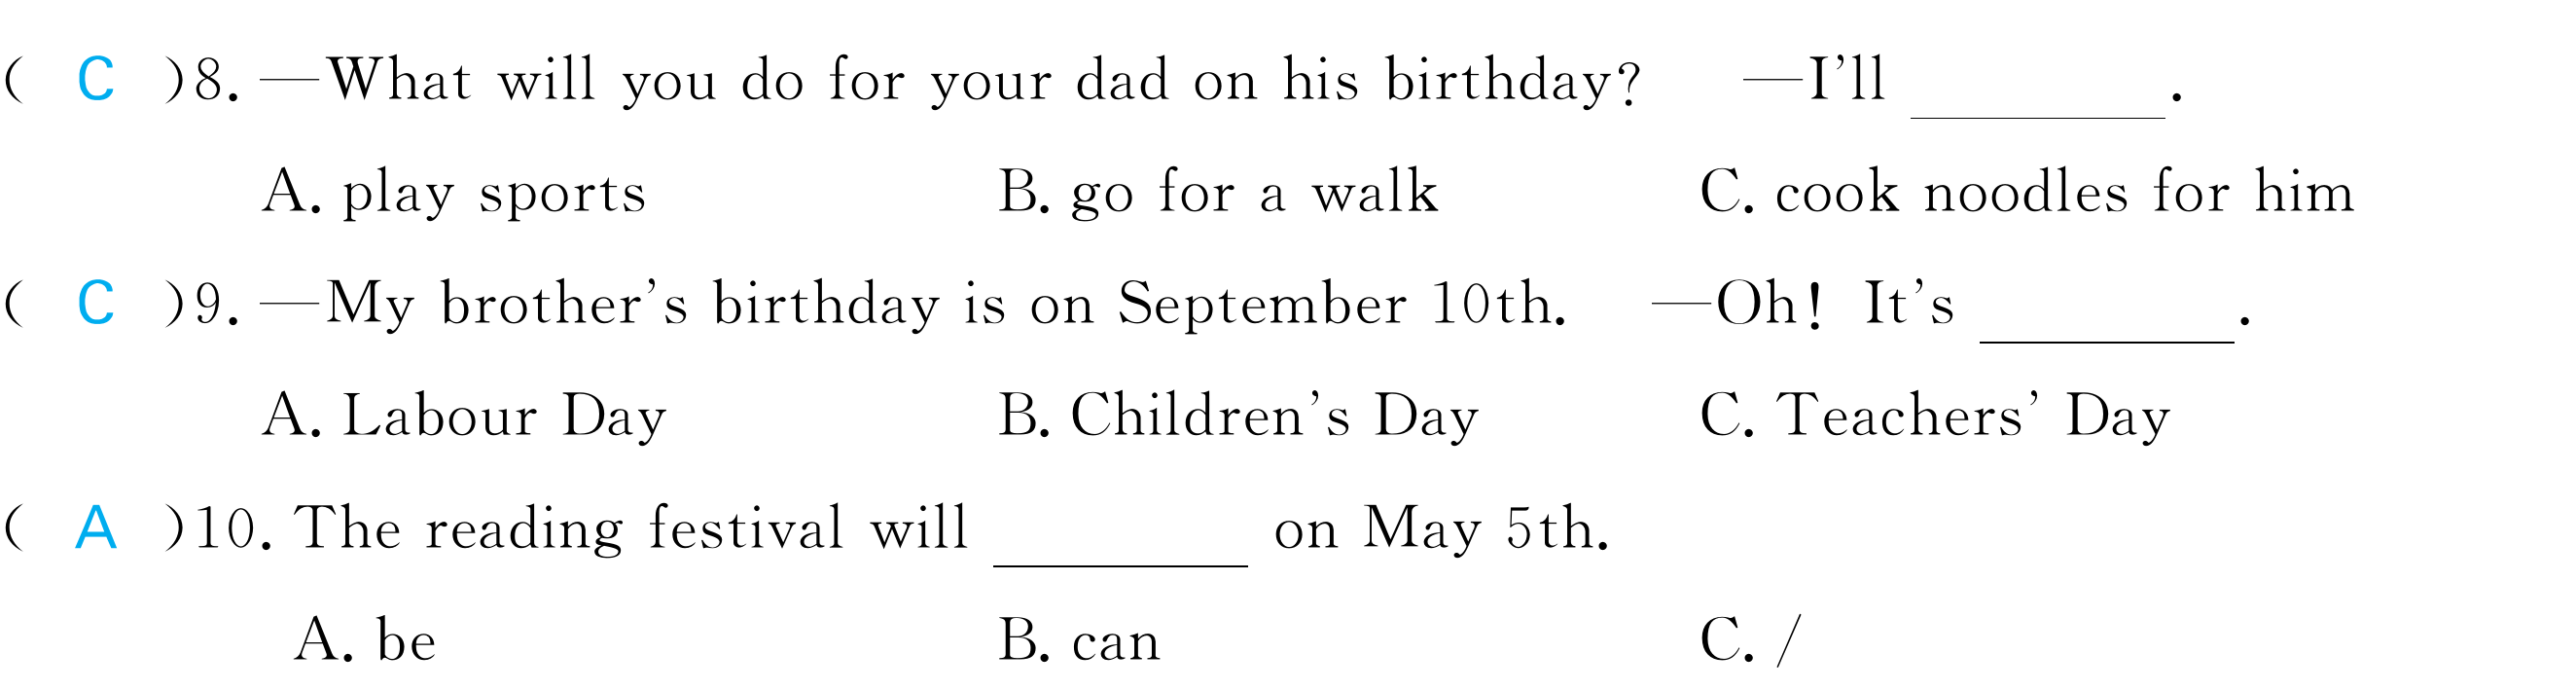 ( C )8. —What will you do for your dad on his birthday? —I'll ________.
A. play sports B. go for a walk C. cook noodles for him
( C )9. —My brother's birthday is on September 10th. —Oh! It's ________.
A. Labour Day B. Children's Day C. Teachers' Day
( A )10. The reading festival will ________ on May 5th.
A. be B. can C. /